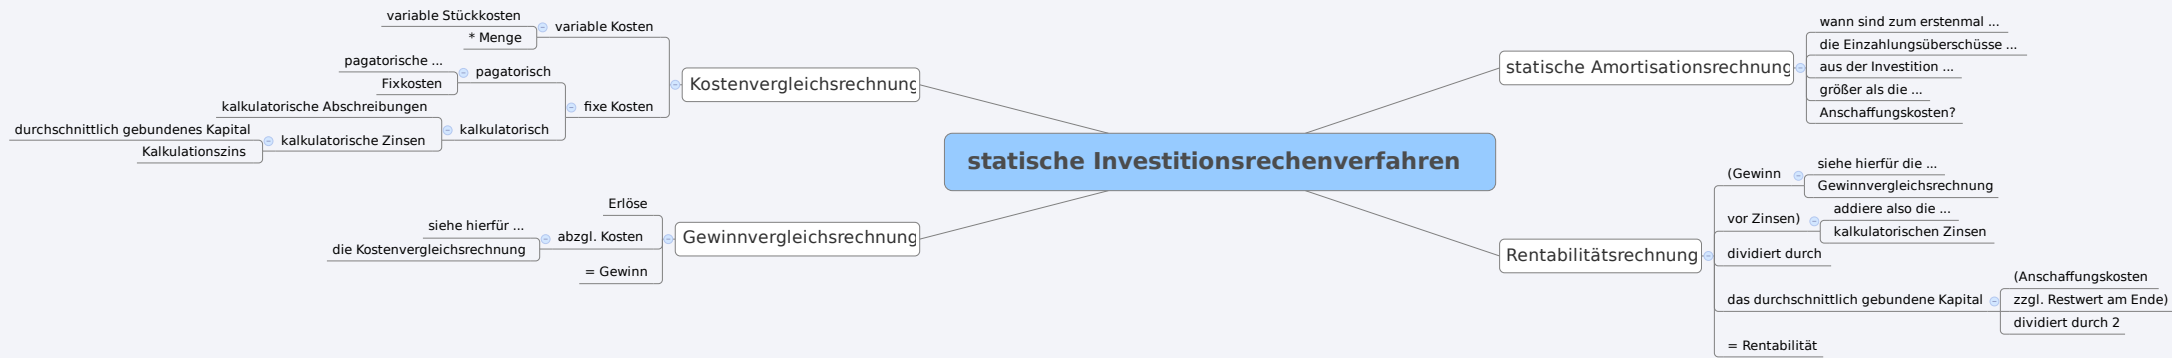 statische Investitionsrechenverfahren
Kostenvergleichsrechnung
variable Kosten
variable Stückkosten
* Menge
fixe Kosten
pagatorisch
pagatorische ...
Fixkosten
kalkulatorisch
kalkulatorische Abschreibungen
kalkulatorische Zinsen
durchschnittlich gebundenes Kapital
Kalkulationszins
Gewinnvergleichsrechnung
Erlöse
abzgl. Kosten
siehe hierfür ...
die Kostenvergleichsrechnung
= Gewinn
statische Amortisationsrechnung
wann sind zum erstenmal ...
die Einzahlungsüberschüsse ...
aus der Investition ...
größer als die ...
Anschaffungskosten?
Rentabilitätsrechnung
(Gewinn
siehe hierfür die ...
Gewinnvergleichsrechnung
vor Zinsen)
addiere also die ...
kalkulatorischen Zinsen
dividiert durch
das durchschnittlich gebundene Kapital
(Anschaffungskosten
zzgl. Restwert am Ende)
dividiert durch 2
= Rentabilität